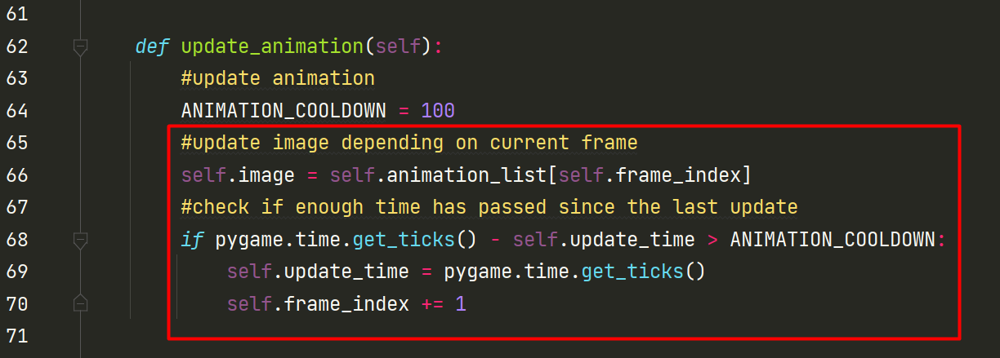 61
62 def update_animation(self):
63 #update animation
64 ANIMATION_COOLDOWN = 100
65 #update image depending on current frame
66 self.image = self.animation_list[self.frame_index]
67 #check if enough time has passed since the last update
68 if pygame.time.get_ticks() - self.update_time > ANIMATION_COOLDOWN:
69 self.update_time = pygame.time.get_ticks()
70 self.frame_index += 1
71